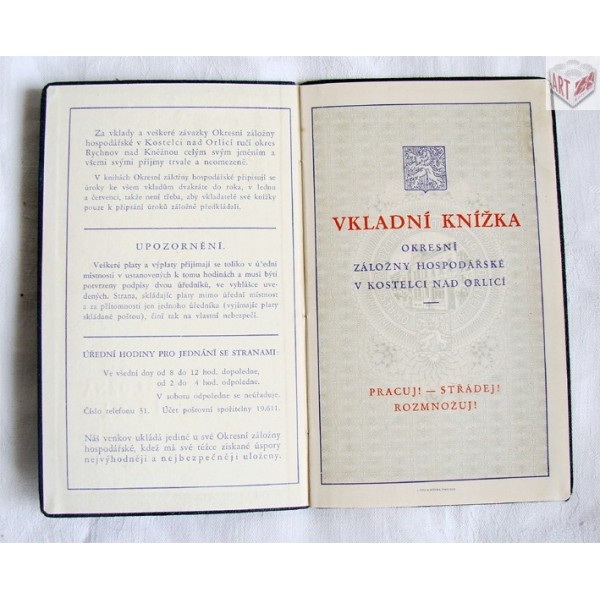 Za vklady a veškeré závazky Okresní záložny
hospodářské v Kostelci nad Orlicí ručí okres
Rychnov nad Kněžnou celým svým jměním a
všemi svými příjmy trvale a neomezeně.
V knihách Okresní záložny hospodářské připisují se
úroky ke všem vkladům dvakráte do roka, v lednu
a červenci, takže není třeba, aby vkladatelé své knížky
pouze k připsání úroků záložně předkládali.
UPOZORNĚNÍ.
Veškeré platy a výplaty přijímají se toliko v úřední
místnosti v ustanovených k tomu hodinách a musí býti
potvrzeny podpisy dvou úředníků, ve vyhlášce uve-
dených. Strana, skládající platy mimo úřední místnost
a za přítomnosti jen jednoho úředníka (vyjímajíc platy
skládané poštou), činí tak na vlastní nebezpečí.
ÚŘEDNÍ HODINY PRO JEDNÁNÍ SE STRANAMI:
Ve všední dny od 8 do 12 hod. dopoledne,
od 2 do 4 hod. odpoledne.
V sobotu odpoledne se neúřaduje.
Číslo telefonu 51. Účet poštovní spořitelny 19.611.
Náš venkov ukládá jedině u své Okresní záložny
hospodářské, kdež má své těžce získané úspory
nejvýhodněji a nejbezpečněji uloženy.
VKLADNÍ KNÍŽKA
OKRESNÍ
ZÁLOŽNY HOSPODÁŘSKÉ
V KOSTELCI NAD ORLICÍ
PRACUJ! — STŘÁDEJ!
ROZMNOŽUJ!
ART